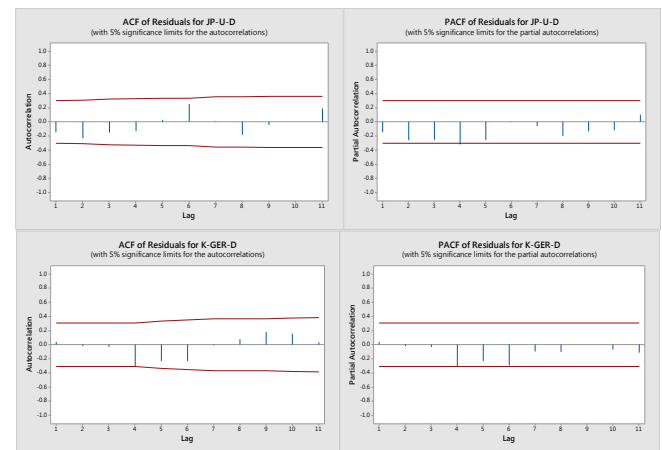 ACF of Residuals for JP-U-D
(with 5% significance limits for the autocorrelations)
1.0
0.8
0.6
0.4
0.2
0.0
-0.2
-0.4
-0.6
-0.8
-1.0
Autocorrelation
1 2 3 4 5 6 7 8 9 10 11
Lag
PACF of Residuals for JP-U-D
(with 5% significance limits for the partial autocorrelations)
1.0
0.8
0.6
0.4
0.2
0.0
-0.2
-0.4
-0.6
-0.8
-1.0
Partial Autocorrelation
1 2 3 4 5 6 7 8 9 10 11
Lag
ACF of Residuals for K-GER-D
(with 5% significance limits for the autocorrelations)
1.0
0.8
0.6
0.4
0.2
0.0
-0.2
-0.4
-0.6
-0.8
-1.0
Autocorrelation
1 2 3 4 5 6 7 8 9 10 11
Lag
PACF of Residuals for K-GER-D
(with 5% significance limits for the partial autocorrelations)
1.0
0.8
0.6
0.4
0.2
0.0
-0.2
-0.4
-0.6
-0.8
-1.0
Partial Autocorrelation
1 2 3 4 5 6 7 8 9 10 11
Lag